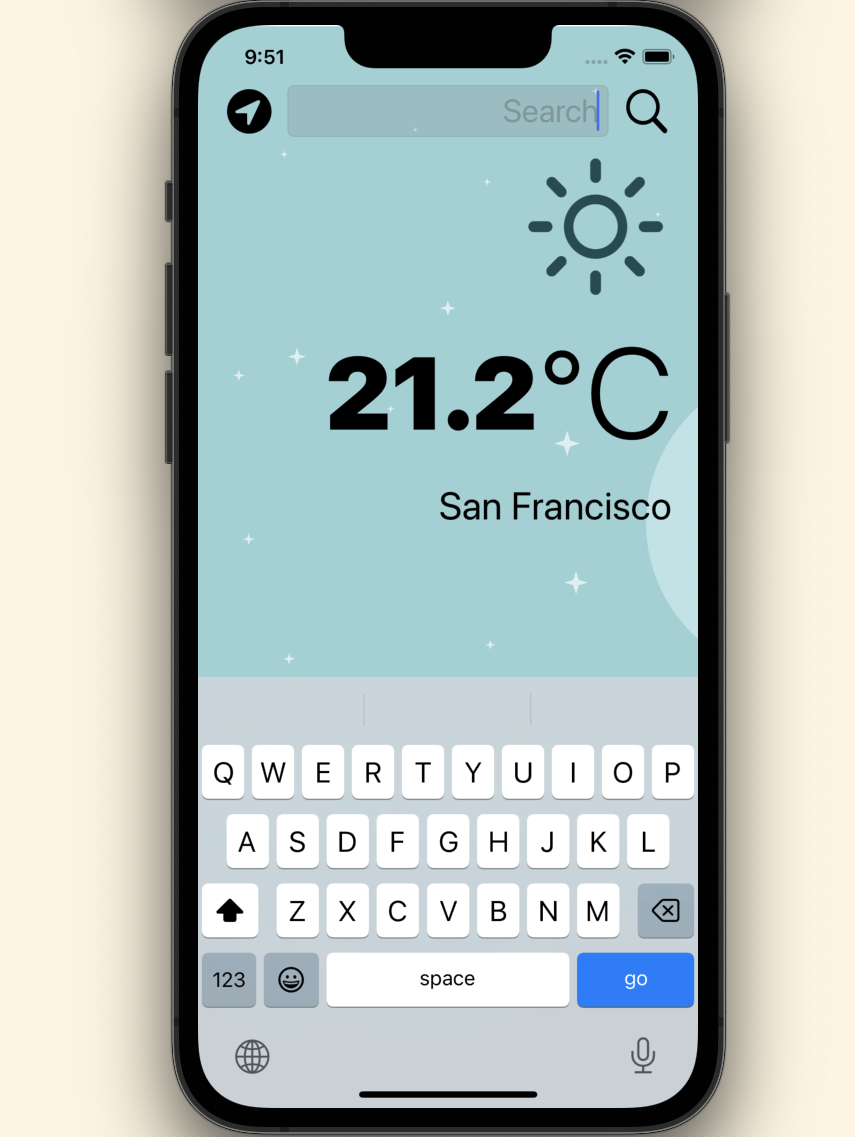 9:51
Search
21.2°C
San Francisco
Q W E R T Y U I O P
A S D F G H J K L
Z X C V B N M
123 space go